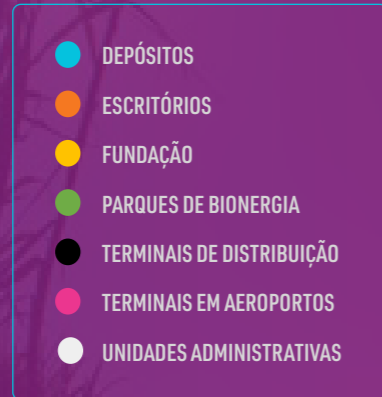 DEPÓSITOS
ESCRITÓRIOS
FUNDAÇÃO
PARQUES DE BIONERGIA
TERMINAIS DE DISTRIBUIÇÃO
TERMINAIS EM AEROPORTOS
UNIDADES ADMINISTRATIVAS